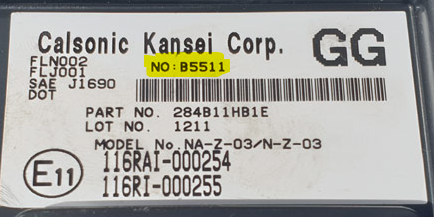 Calsonic Kansei Corp. GG
FLN002
NO:B5511
FLJ001
SAE J1690
DOT
PART NO. 284B11HB1E
LOT NO. 1211
MODEL No.NA-Z-03/N-Z-03
E11
116RAI-000254
116RI-000255